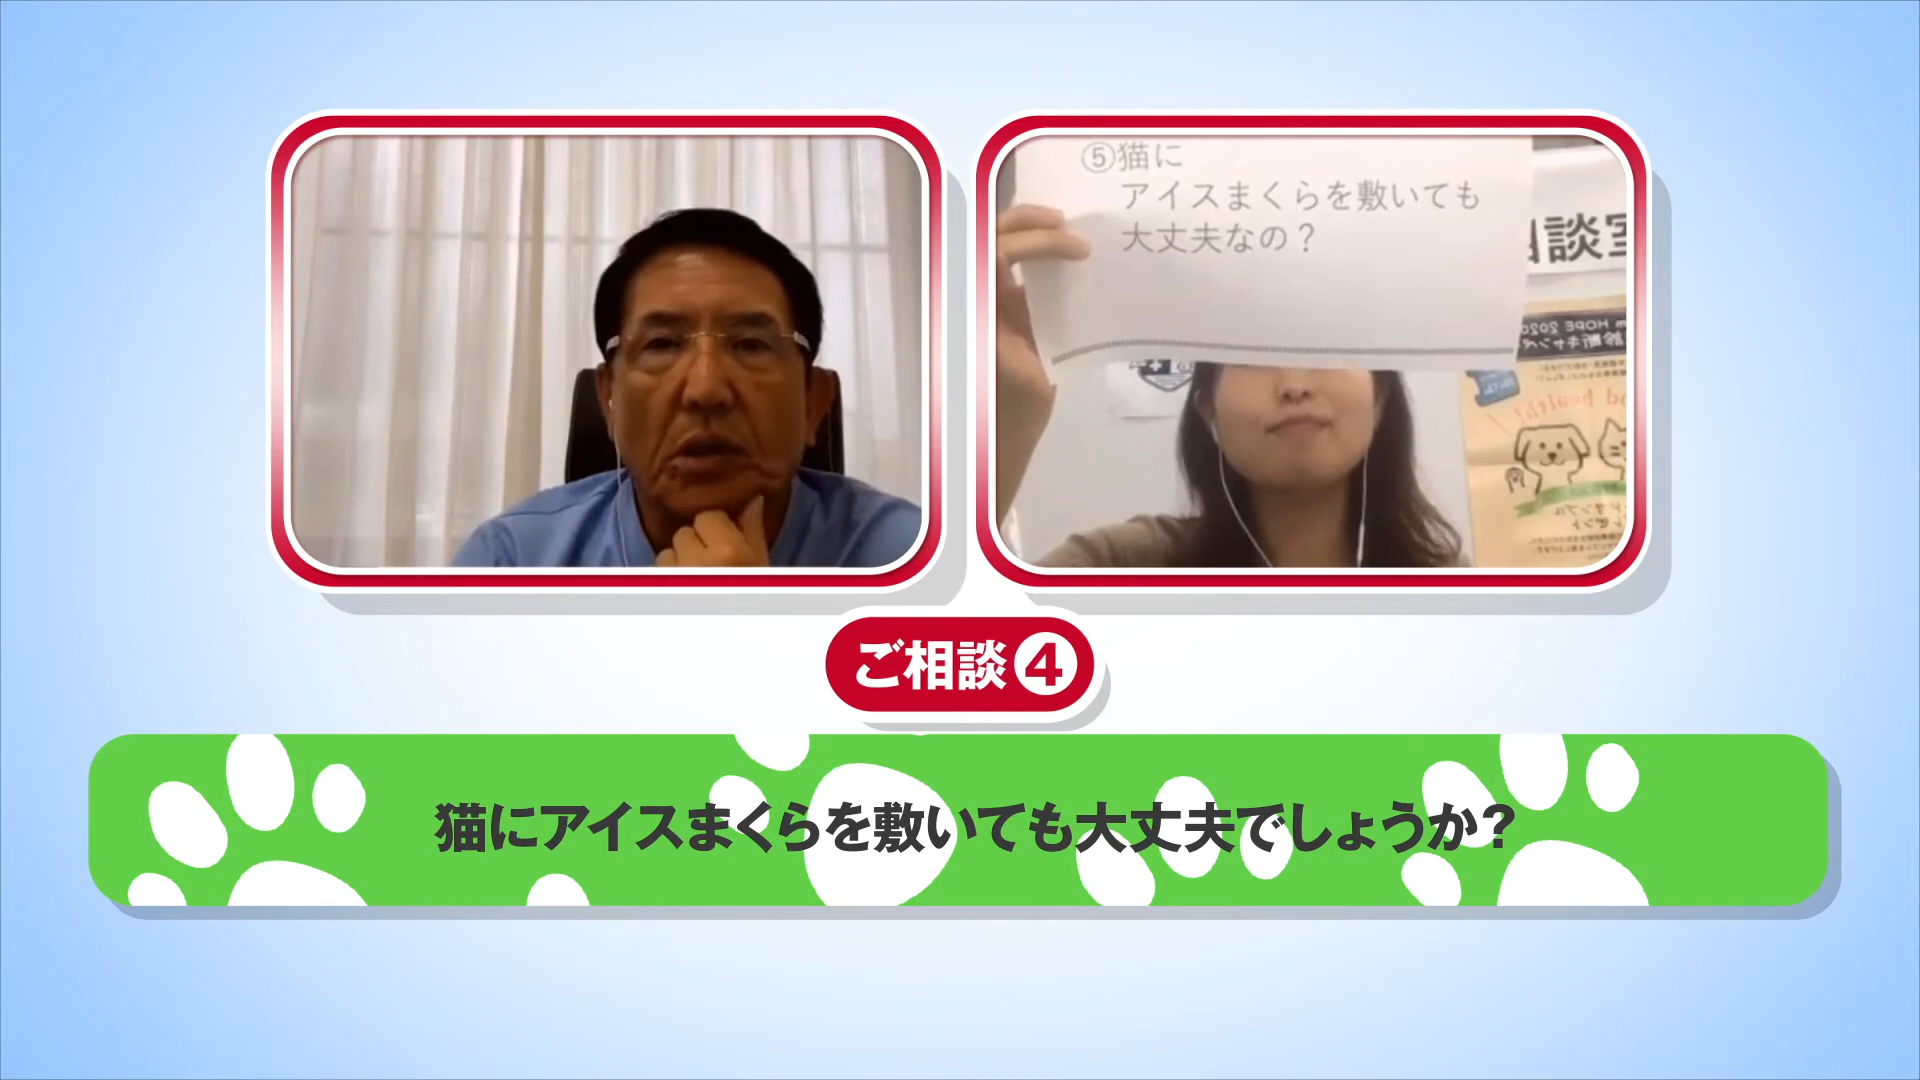 ⑤猫に
アイスまくらを敷いても
大丈夫なの？
談室
m HOPE 2020
ご相談4
猫にアイスまくらを敷いても大丈夫でしょうか？